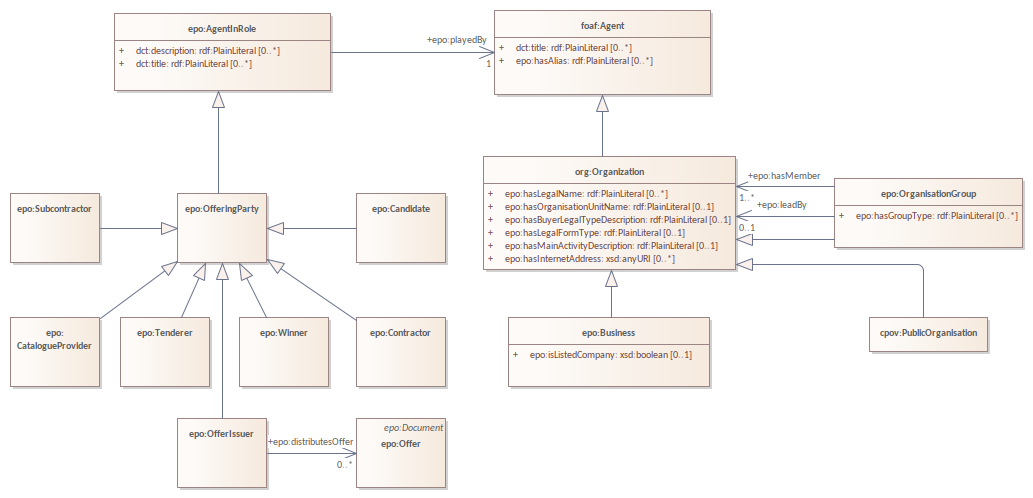 epo:AgentInRole
+ dct:description: rdf:PlainLiteral [0..*]
+ dct:title: rdf:PlainLiteral [0..*]
+epo:playedBy
1
foaf:Agent
+ dct:title: rdf:PlainLiteral [0..*]
+ epo:hasAlias: rdf:PlainLiteral [0..*]
org:Organization
+ epo:hasLegalName: rdf:PlainLiteral [0..*]
+ epo:hasOrganisationUnitName: rdf:PlainLiteral [0..1]
+ epo:hasBuyerLegalTypeDescription: rdf:PlainLiteral [0..1]
+ epo:hasLegalFormType: rdf:PlainLiteral [0..1]
+ epo:hasMainActivityDescription: rdf:PlainLiteral [0..1]
+ epo:hasInternetAddress: xsd:anyURI [0..*]
+epo:hasMember
1..*
+epo:leadBy
0..1
epo:OrganisationGroup
+ epo:hasGroupType: rdf:PlainLiteral [0..*]
epo:Subcontractor
epo:OfferingParty
epo:Candidate
epo:
CatalogueProvider
epo:Tenderer
epo:Winner
epo:Contractor
epo:Business
+ epo:isListedCompany: xsd:boolean [0..1]
cpov:PublicOrganisation
epo:OfferIssuer
+epo:distributesOffer
0..*
epo:Document
epo:Offer